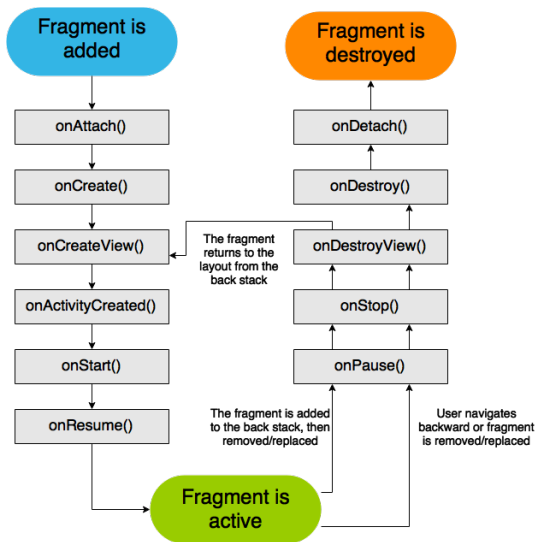 Fragment is
added
onAttach()
onCreate()
onCreateView()
onActivityCreated()
onStart()
onResume()
Fragment is
active
The fragment is added
to the back stack, then
removed/replaced
User navigates
backward or fragment
is removed/replaced
onPause()
onStop()
onDestroyView()
The fragment
returns to the
layout from the
back stack
onDestroy()
onDetach()
Fragment is
destroyed